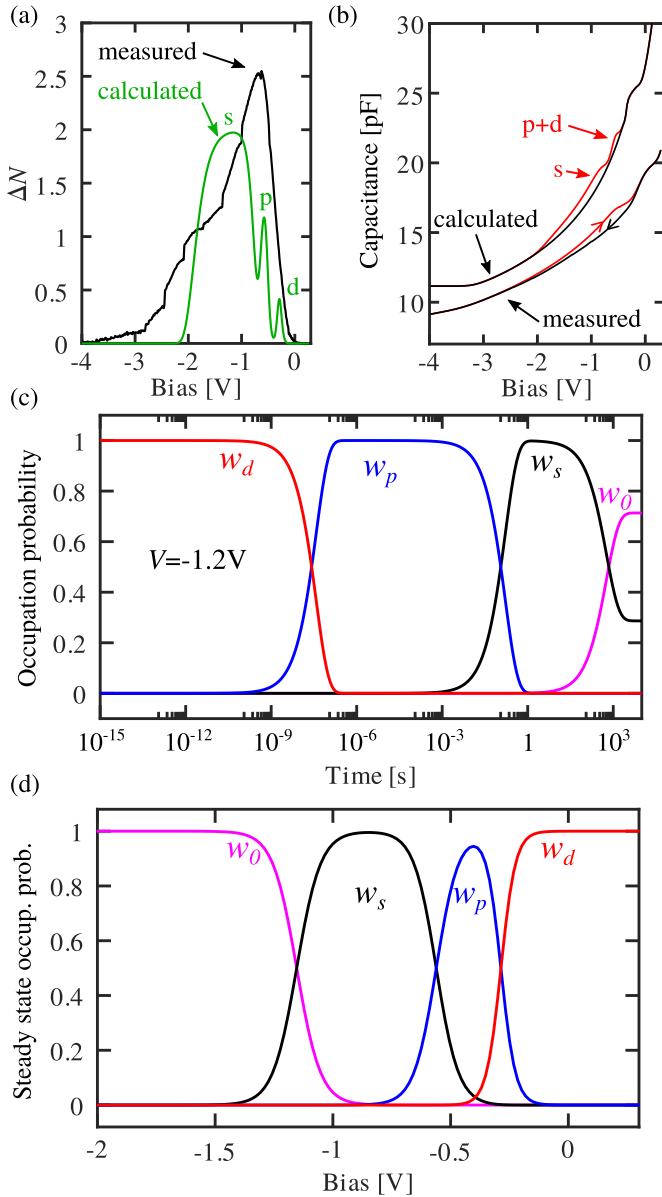 (a)
3
2.5
2
1.5
1
0.5
0
ΔN
measured
calculated
s
p
d
-4 -3 -2 -1 0
Bias [V]
(b)
30
25
20
15
10
Capacitance [pF]
p+d
s
calculated
measured
-4 -3 -2 -1 0
Bias [V]
(c)
1
0.8
0.6
0.4
0.2
0
Occupation probability
w_d
w_p
w_s
w_0
V=-1.2V
10^-15 10^-12 10^-9 10^-6 10^-3 1 10^3
Time [s]
(d)
1
0.8
0.6
0.4
0.2
0
Steady state occup. prob.
w_0
w_s
w_p
w_d
-2 -1.5 -1 -0.5 0
Bias [V]